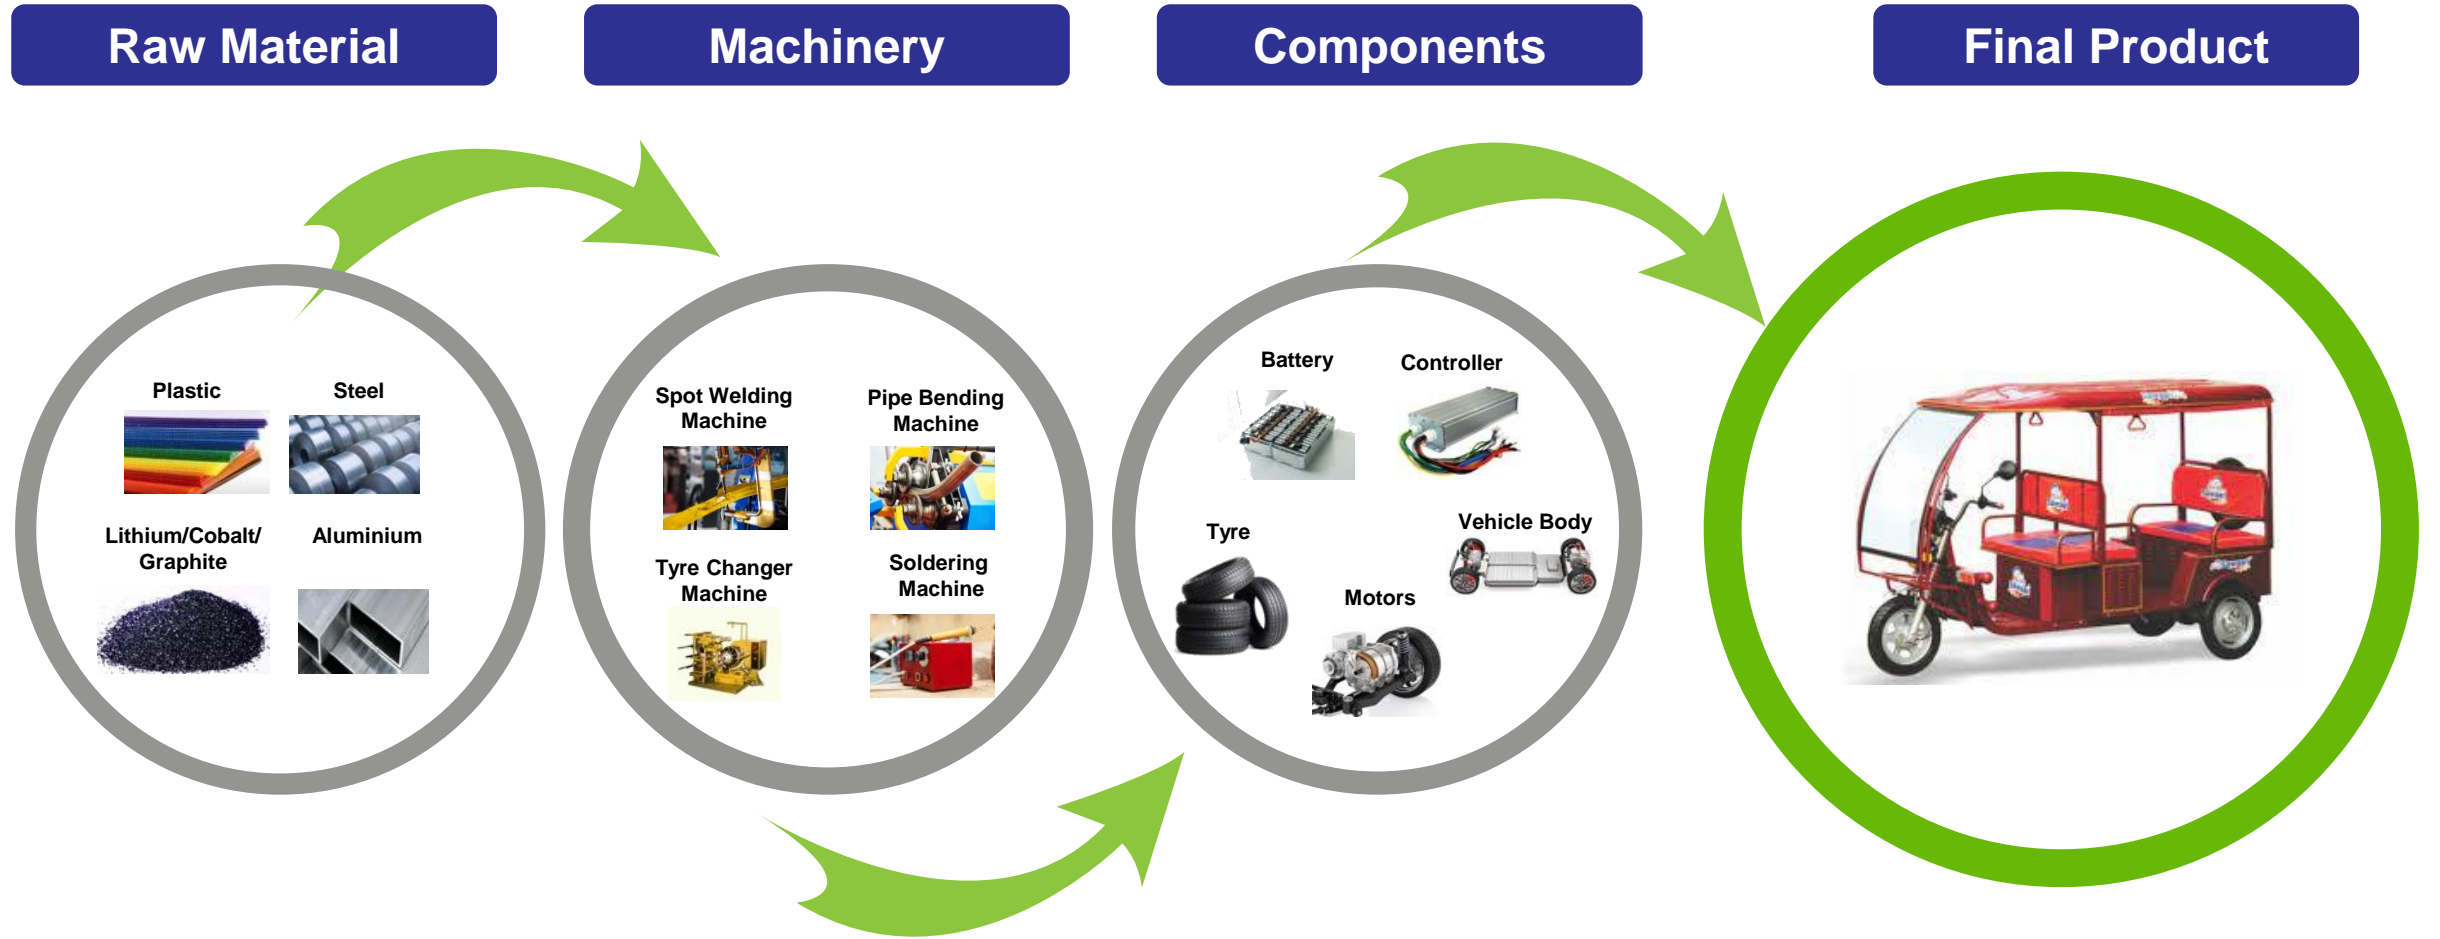 Raw Material
Machinery
Components
Final Product
Plastic
Steel
Lithium/Cobalt/
Graphite
Aluminium
Spot Welding
Machine
Pipe Bending
Machine
Tyre Changer
Machine
Soldering
Machine
Battery
Controller
Tyre
Vehicle Body
Motors